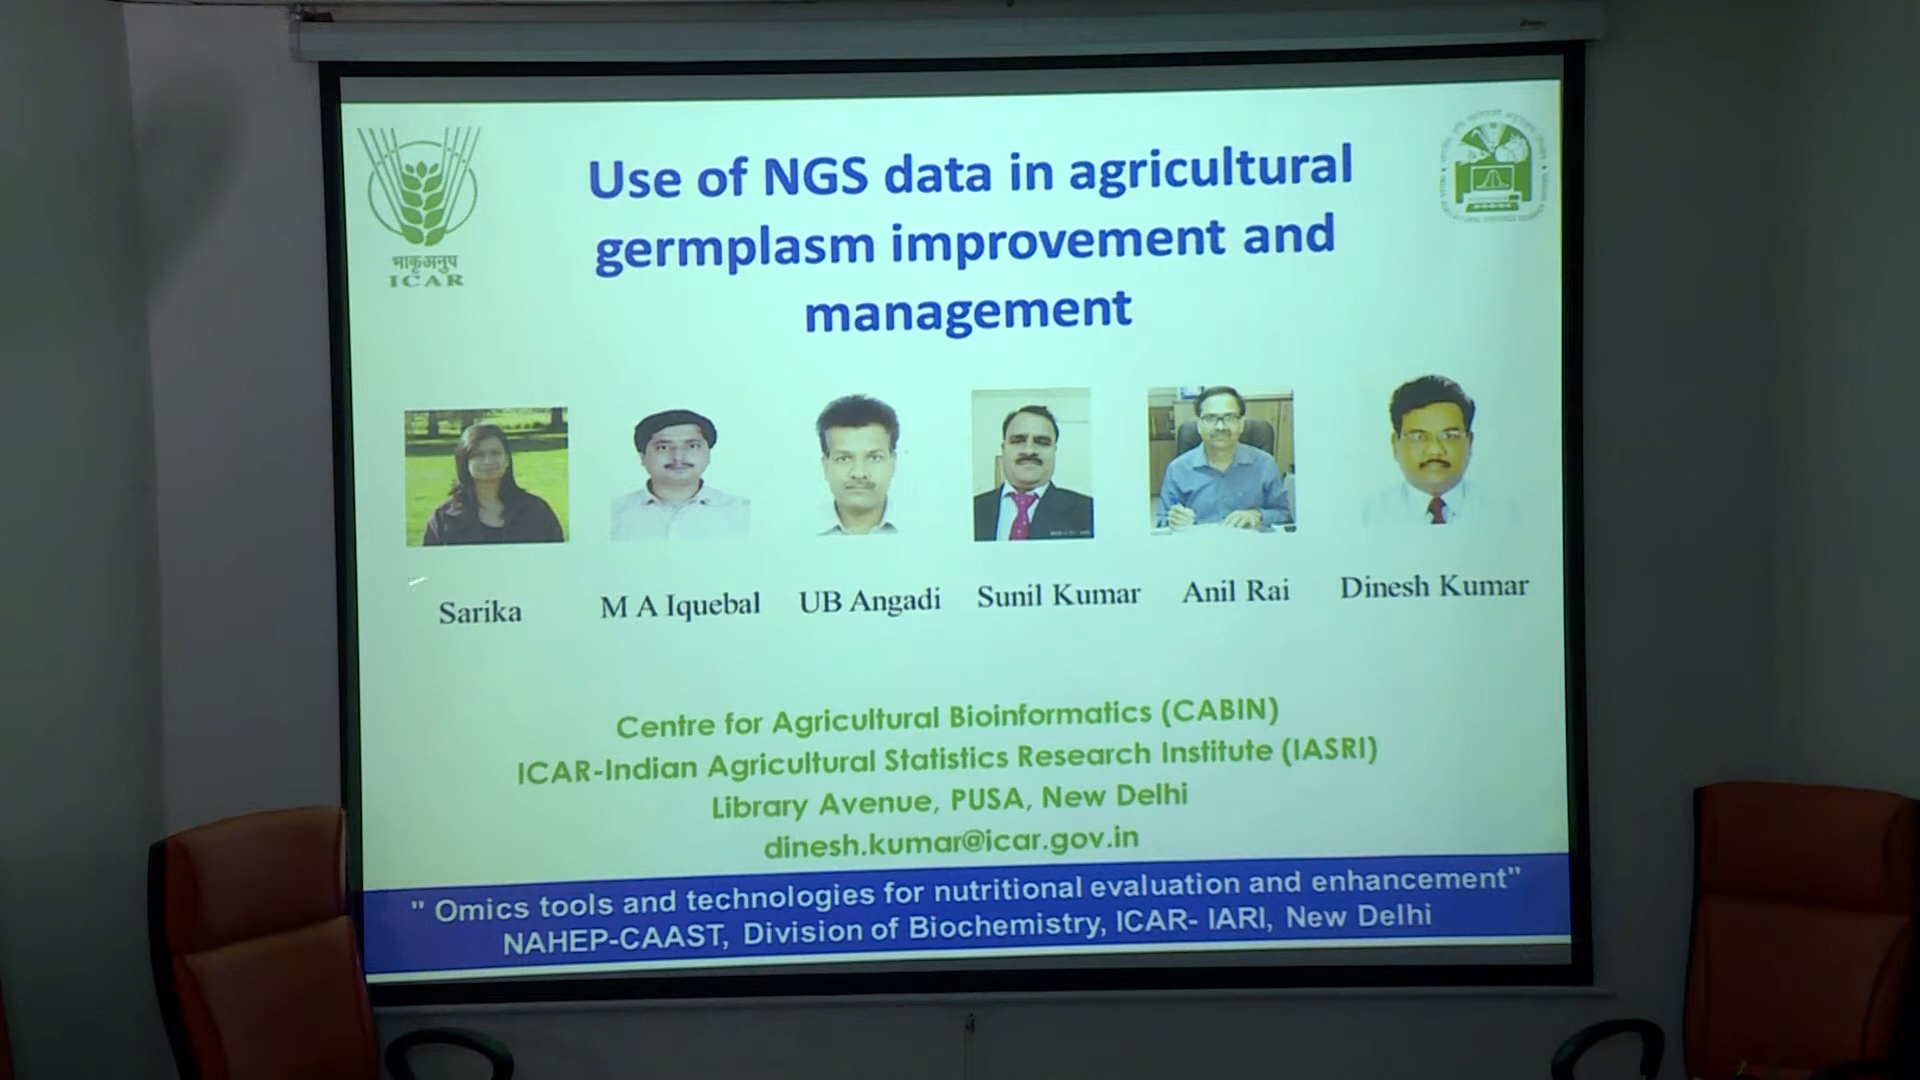 भाकृअनुप
ICAR
Use of NGS data in agricultural
germplasm improvement and
management
Sarika
M A Iquebal
UB Angadi
Sunil Kumar
Anil Rai
Dinesh Kumar
Centre for Agricultural Bioinformatics (CABIN)
ICAR-Indian Agricultural Statistics Research Institute (IASRI)
Library Avenue, PUSA, New Delhi
dinesh.kumar@icar.gov.in
" Omics tools and technologies for nutritional evaluation and enhancement"
NAHEP-CAAST, Division of Biochemistry, ICAR- IARI, New Delhi